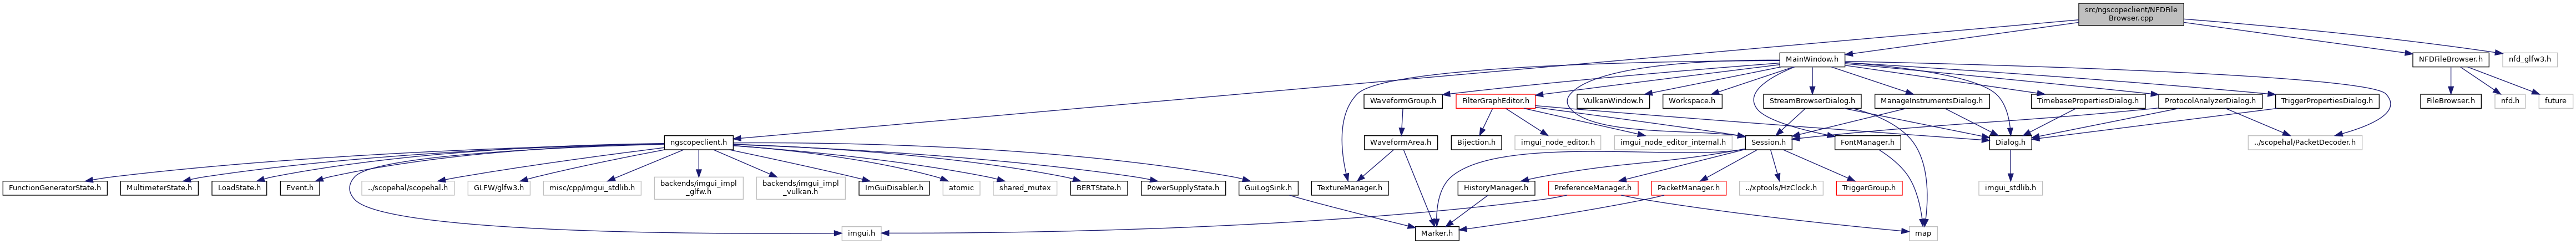 src/ngscopeclient/NFDFile
Browser.cpp
MainWindow.h
NFDFileBrowser.h
nfd_glfw3.h
WaveformGroup.h
FilterGraphEditor.h
VulkanWindow.h
Workspace.h
StreamBrowserDialog.h
ManageInstrumentsDialog.h
TimebasePropertiesDialog.h
ProtocolAnalyzerDialog.h
TriggerPropertiesDialog.h
FileBrowser.h
nfd.h
future
ngscopeclient.h
WaveformArea.h
Bijection.h
imgui_node_editor.h
imgui_node_editor_internal.h
Session.h
FontManager.h
Dialog.h
../scopehal/PacketDecoder.h
FunctionGeneratorState.h
MultimeterState.h
LoadState.h
Event.h
../scopehal/scopehal.h
GLFW/glfw3.h
misc/cpp/imgui_stdlib.h
backends/imgui_impl
_glfw.h
backends/imgui_impl
_vulkan.h
ImGuiDisabler.h
atomic
shared_mutex
BERTState.h
PowerSupplyState.h
GuiLogSink.h
TextureManager.h
HistoryManager.h
PreferenceManager.h
PacketManager.h
../xptools/HzClock.h
TriggerGroup.h
imgui_stdlib.h
imgui.h
Marker.h
map